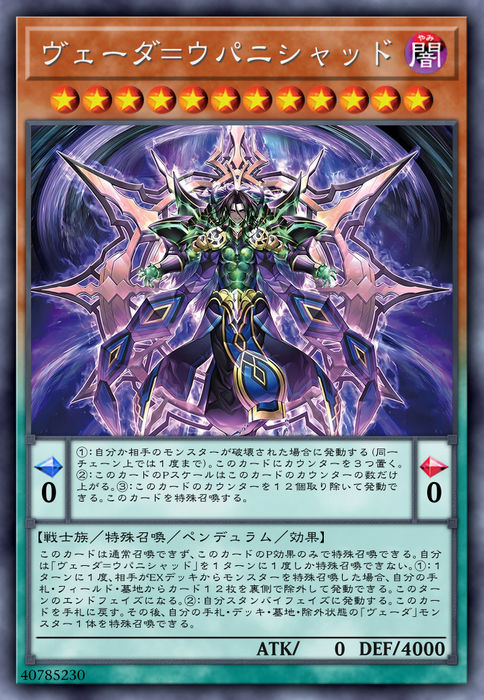 ヴェーダ=ウパニシャッド
やみ
闇
①:自分か相手のモンスターが破壊された場合に発動する(同一
チェーン上では1度まで)。このカードにカウンターを3つ置く。
②:このカードのPスケールはこのカードのカウンターの数だけ
上がる。③:このカードのカウンターを12個取り除いて発動で
きる。このカードを特殊召喚する。
0
0
【戦士族/特殊召喚/ペンデュラム/効果】
このカードは通常召喚できず、このカードのP効果のみで特殊召喚できる。自分
は「ヴェーダ=ウパニシャッド」を1ターンに1度しか特殊召喚できない。①:1
ターンに1度、相手がEXデッキからモンスターを特殊召喚した場合、自分の手
札・フィールド・墓地からカード12枚を裏側で除外して発動できる。このター
ンのエンドフェイズになる。②:自分スタンバイフェイズに発動する。このカー
ドを手札に戻す。その後、自分の手札・デッキ・墓地・除外状態の「ヴェーダ」モ
ンスター1体を特殊召喚できる。
ATK/ 0 DEF/4000
40785230